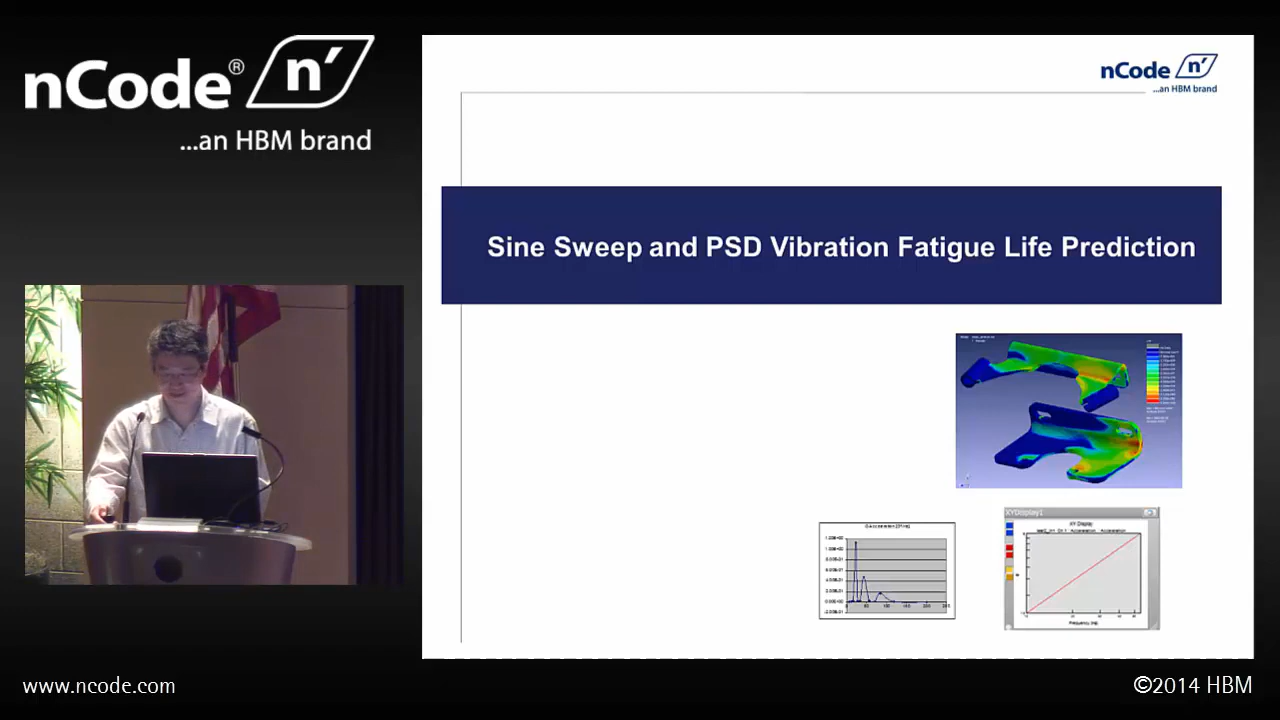 nCode® n'
...an HBM brand
nCode n'
...an HBM brand
Sine Sweep and PSD Vibration Fatigue Life Prediction
XYDisplay1
XY Display
Frequency (Hz)
www.ncode.com
©2014 HBM